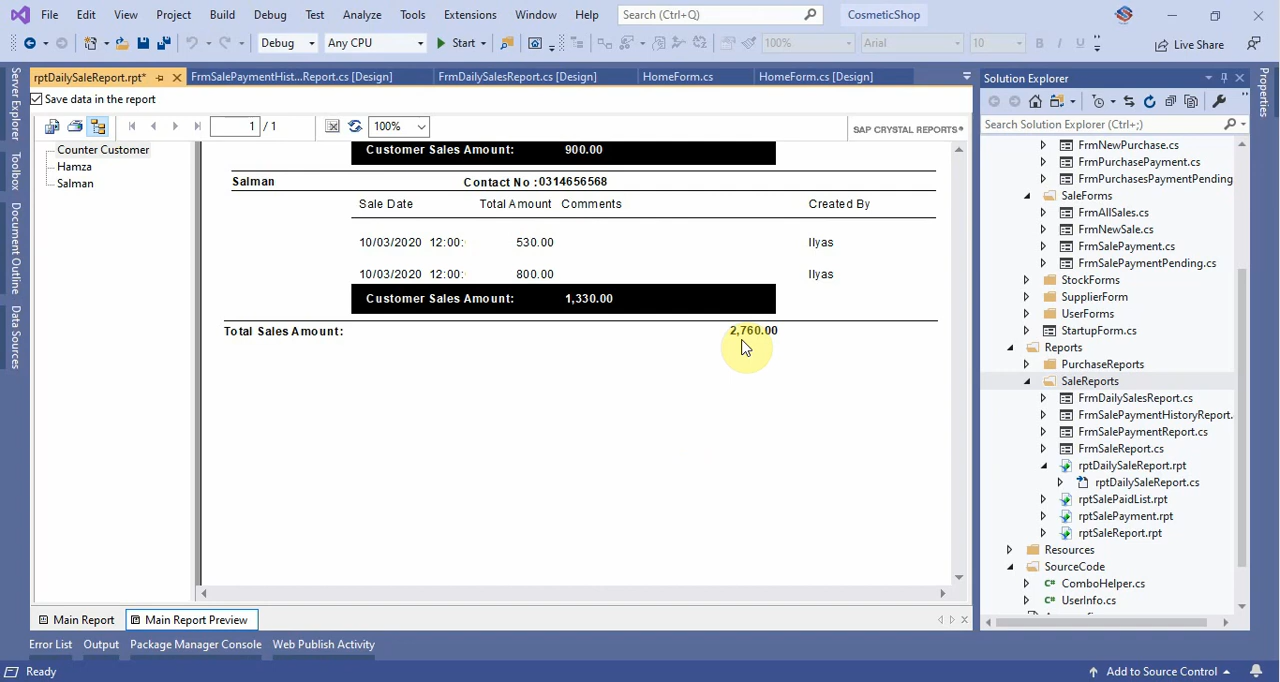 File Edit View Project Build Debug Test Analyze Tools Extensions Window Help Search (Ctrl+Q) CosmeticShop
Debug Any CPU Start 100% Arial 10 B I U Live Share
rptDailySaleReport.rpt* FrmSalePaymentHist...Report.cs [Design] FrmDailySalesReport.cs [Design] HomeForm.cs HomeForm.cs [Design]
Save data in the report
1 / 1 100% SAP CRYSTAL REPORTS®
Server Explorer
Toolbox
Document Outline
Data Sources
Counter Customer
Hamza
Salman
Customer Sales Amount: 900.00
Salman Contact No : 0314656568
Sale Date Total Amount Comments Created By
10/03/2020 12:00: 530.00 Ilyas
10/03/2020 12:00: 800.00 Ilyas
Customer Sales Amount: 1,330.00
Total Sales Amount: 2,760.00
Main Report Main Report Preview
Solution Explorer
Search Solution Explorer (Ctrl+;)
FrmNewPurchase.cs
FrmPurchasePayment.cs
FrmPurchasesPaymentPending
SaleForms
FrmAllSales.cs
FrmNewSale.cs
FrmSalePayment.cs
FrmSalePaymentPending.cs
StockForms
SupplierForm
UserForms
StartupForm.cs
Reports
PurchaseReports
SaleReports
FrmDailySalesReport.cs
FrmSalePaymentHistoryReport.
FrmSalePaymentReport.cs
FrmSaleReport.cs
rptDailySaleReport.rpt
rptDailySaleReport.cs
rptSalePaidList.rpt
rptSalePayment.rpt
rptSaleReport.rpt
Resources
SourceCode
C# ComboHelper.cs
C# UserInfo.cs
Properties
Error List Output Package Manager Console Web Publish Activity
Ready Add to Source Control